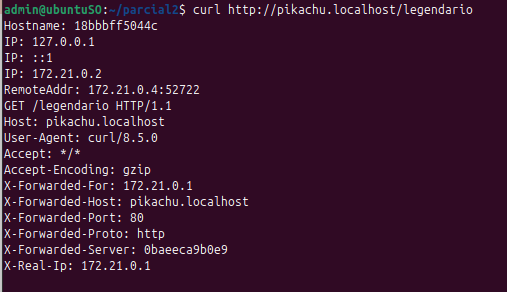 admin@ubuntuSO:~/parcial2$ curl http://pikachu.localhost/legendario
Hostname: 18bbbff5044c
IP: 127.0.0.1
IP: ::1
IP: 172.21.0.2
RemoteAddr: 172.21.0.4:52722
GET /legendario HTTP/1.1
Host: pikachu.localhost
User-Agent: curl/8.5.0
Accept: */*
Accept-Encoding: gzip
X-Forwarded-For: 172.21.0.1
X-Forwarded-Host: pikachu.localhost
X-Forwarded-Port: 80
X-Forwarded-Proto: http
X-Forwarded-Server: 0baeeca9b0e9
X-Real-Ip: 172.21.0.1